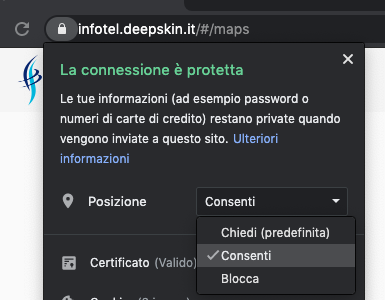 infotel.deepskin.it/#/maps
La connessione è protetta
Le tue informazioni (ad esempio password o
numeri di carte di credito) restano private quando
vengono inviate a questo sito. Ulteriori
informazioni
Posizione
Consenti
Chiedi (predefinita)
Consenti
Blocca
Certificato (Valido)